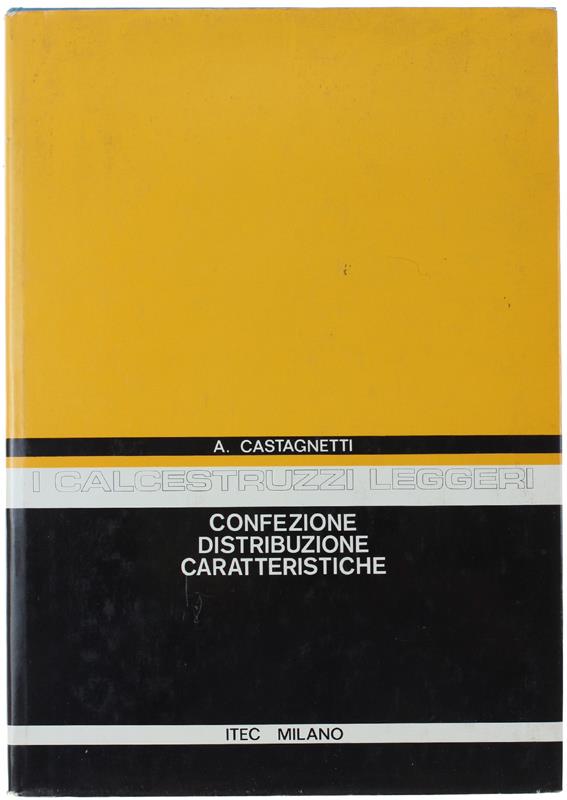 A. CASTAGNETTI
I CALCESTRUZZI LEGGERI
CONFEZIONE
DISTRIBUZIONE
CARATTERISTICHE
ITEC MILANO